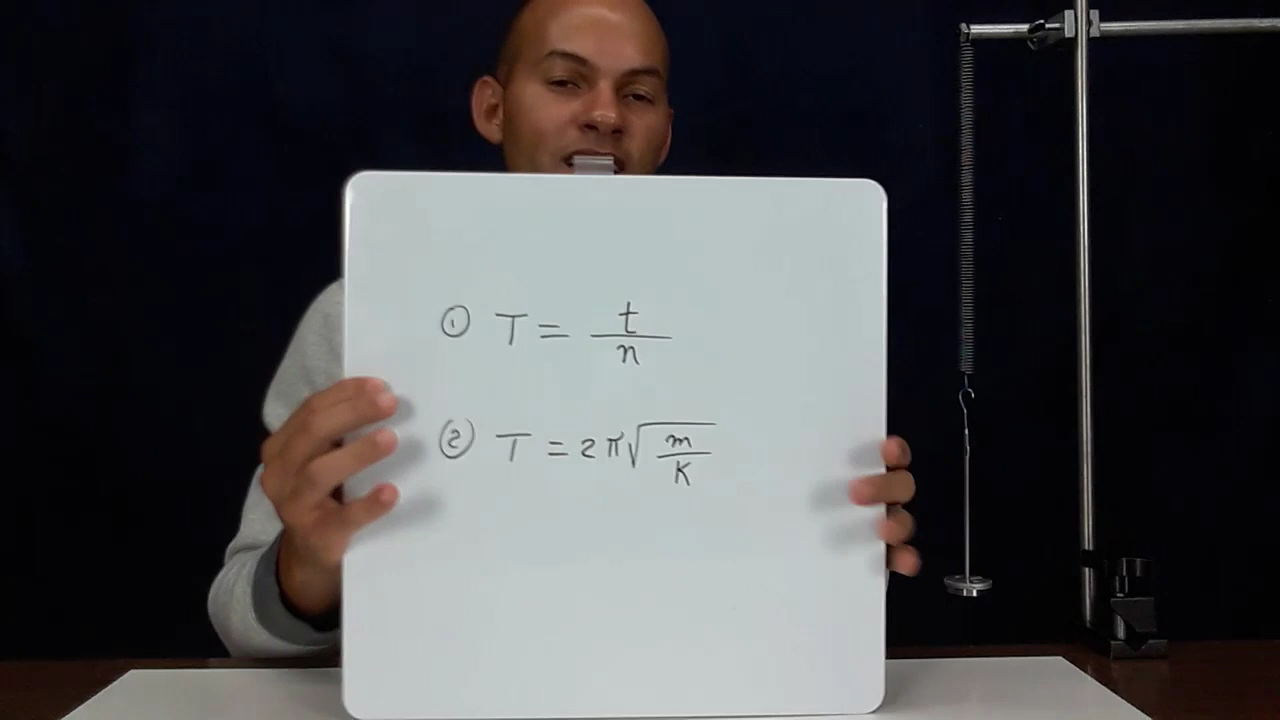 ① T = t/n
② T = 2π√(m/K)